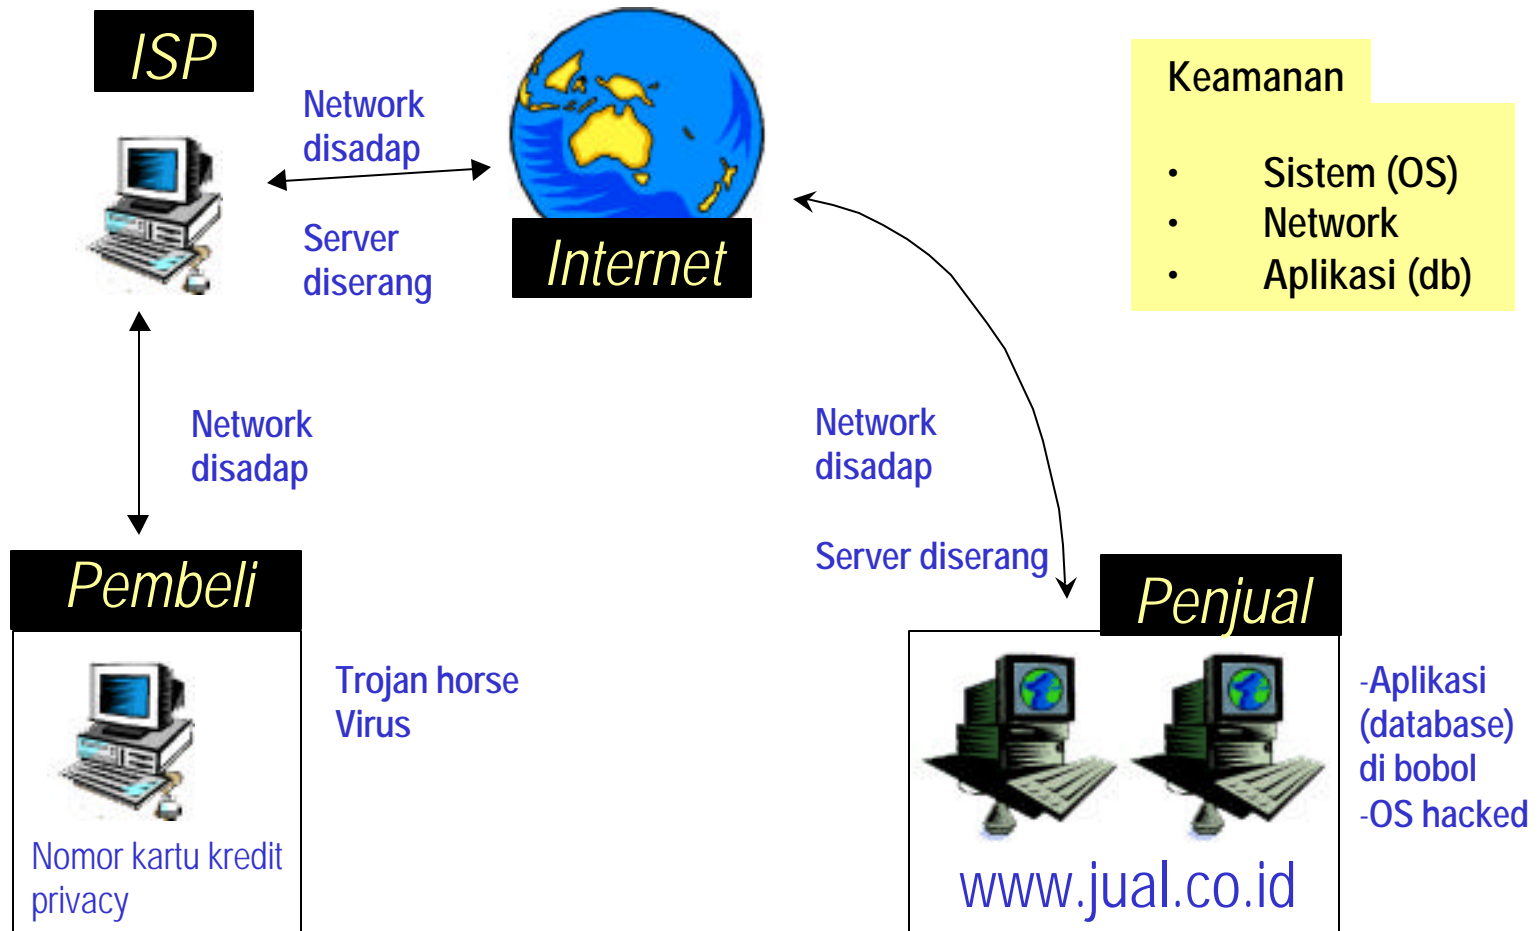 ISP
Network
disadap
Server
diserang
Internet
Keamanan
• Sistem (OS)
• Network
• Aplikasi (db)
Network
disadap
Network
disadap
Server diserang
Pembeli
Trojan horse
Virus
Nomor kartu kredit
privacy
Penjual
www.jual.co.id
-Aplikasi
(database)
di bobol
-OS hacked